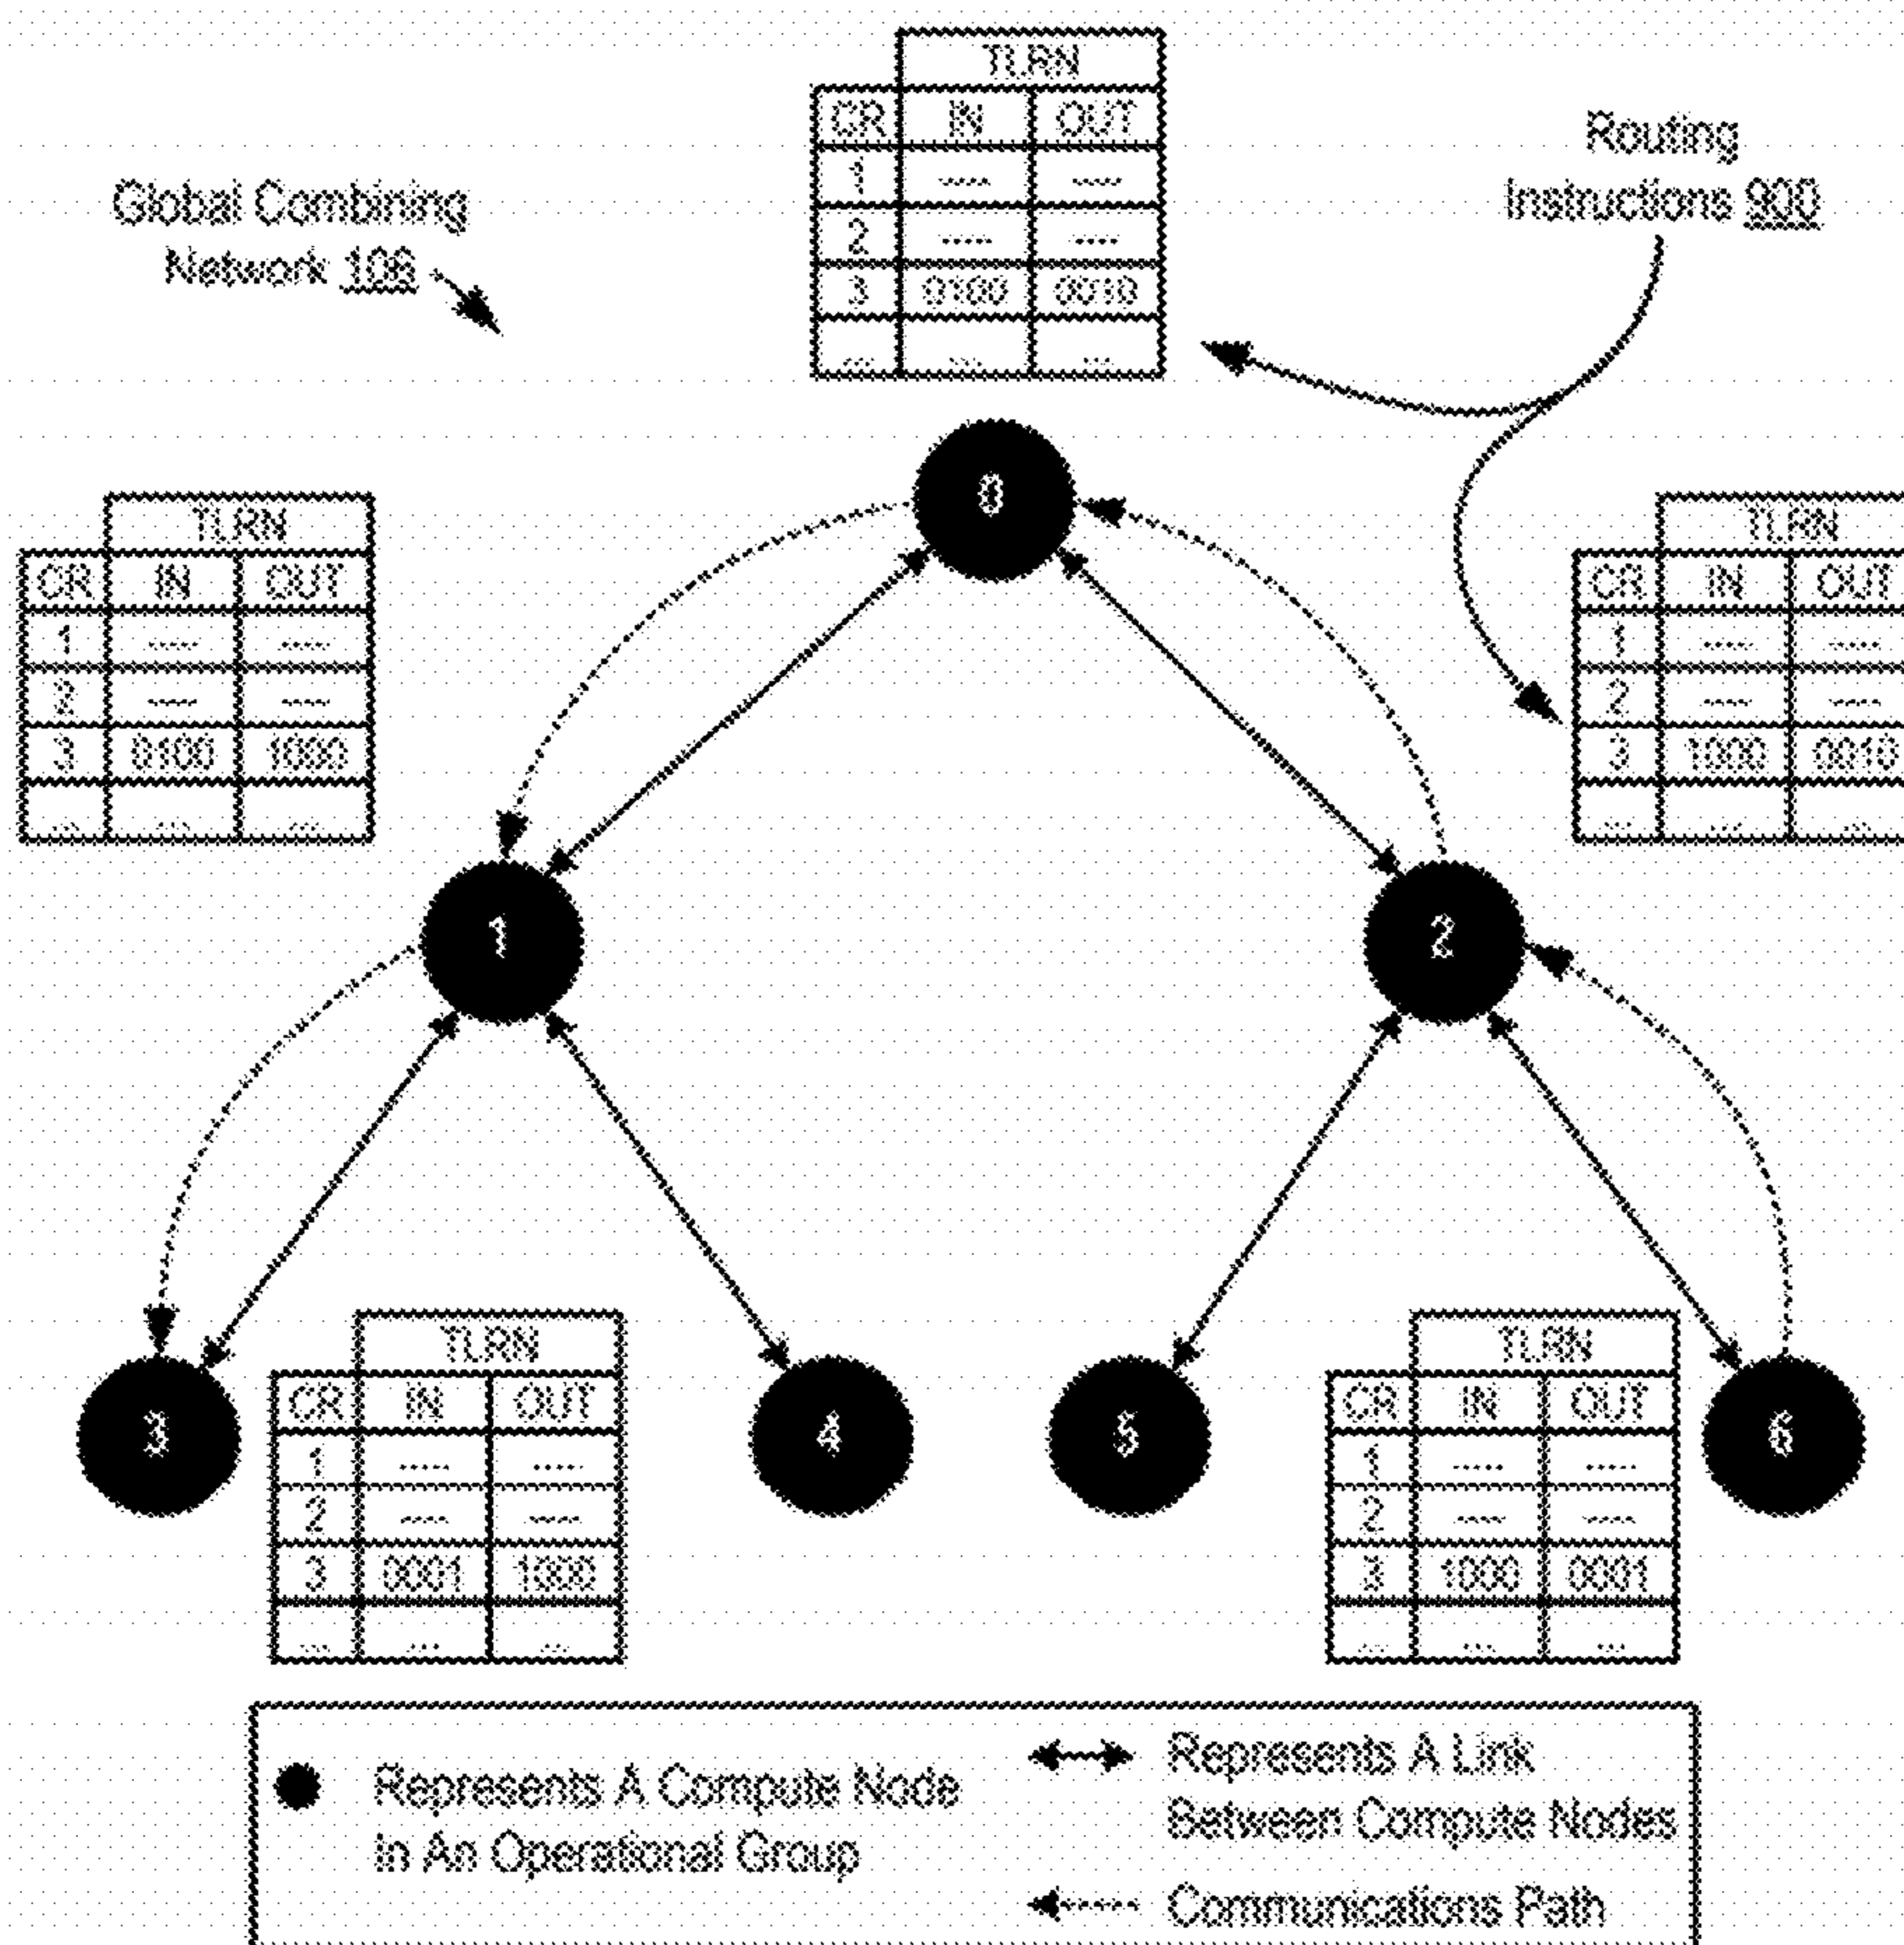 TLRN
CR IN OUT
1 ---- ----
2 ---- ----
3 0100 0010
... ... ...
Global Combining
Network 106
Routing
Instructions 900
0
TLRN
CR IN OUT
1 ---- ----
2 ---- ----
3 0100 1000
... ... ...
TLRN
CR IN OUT
1 ---- ----
2 ---- ----
3 1000 0010
... ... ...
1
2
3
TLRN
CR IN OUT
1 ---- ----
2 ---- ----
3 0001 1000
... ... ...
4
5
TLRN
CR IN OUT
1 ---- ----
2 ---- ----
3 1000 0001
... ... ...
6
Represents A Compute Node
In An Operational Group
Represents A Link
Between Compute Nodes
Communications Path